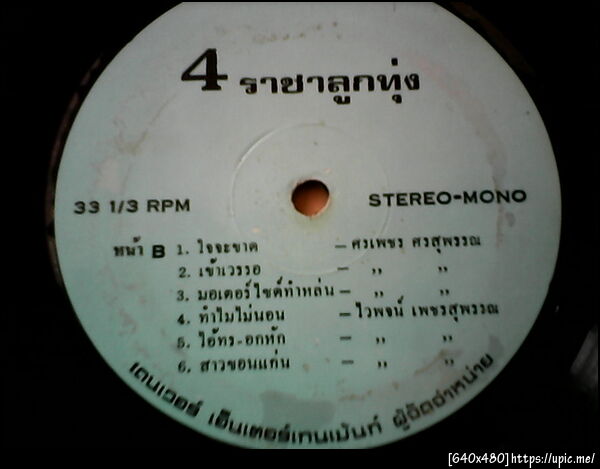 4 ราชาลูกทุ่ง
33 1/3 RPM
STEREO-MONO
หน้า B 1. ใจจะขาด – ศรเพชร ศรสุพรรณ
2. เข้าเวรรอ – ,, ,,
3. มอเตอร์ไซด์ทำหล่น – ,, ,,
4. ทำไมไม่นอน – ไวพจน์ เพชรสุพรรณ
5. ไอ้ทร-อกหัก – ,, ,,
6. สาวขอนแก่น – ,, ,,
เดนเวอร์ เอ็นเตอร์เทนเม้นท์ ผู้จัดจำหน่าย
[640x480]https://upic.me/